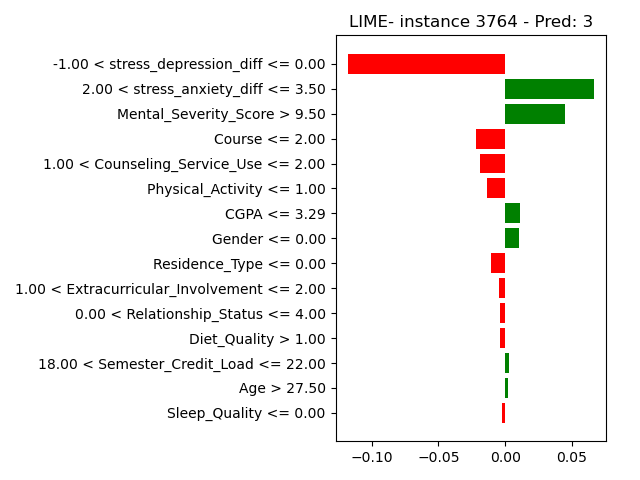 LIME- instance 3764 - Pred: 3
-1.00 < stress_depression_diff <= 0.00
2.00 < stress_anxiety_diff <= 3.50
Mental_Severity_Score > 9.50
Course <= 2.00
1.00 < Counseling_Service_Use <= 2.00
Physical_Activity <= 1.00
CGPA <= 3.29
Gender <= 0.00
Residence_Type <= 0.00
1.00 < Extracurricular_Involvement <= 2.00
0.00 < Relationship_Status <= 4.00
Diet_Quality > 1.00
18.00 < Semester_Credit_Load <= 22.00
Age > 27.50
Sleep_Quality <= 0.00
−0.10 −0.05 0.00 0.05